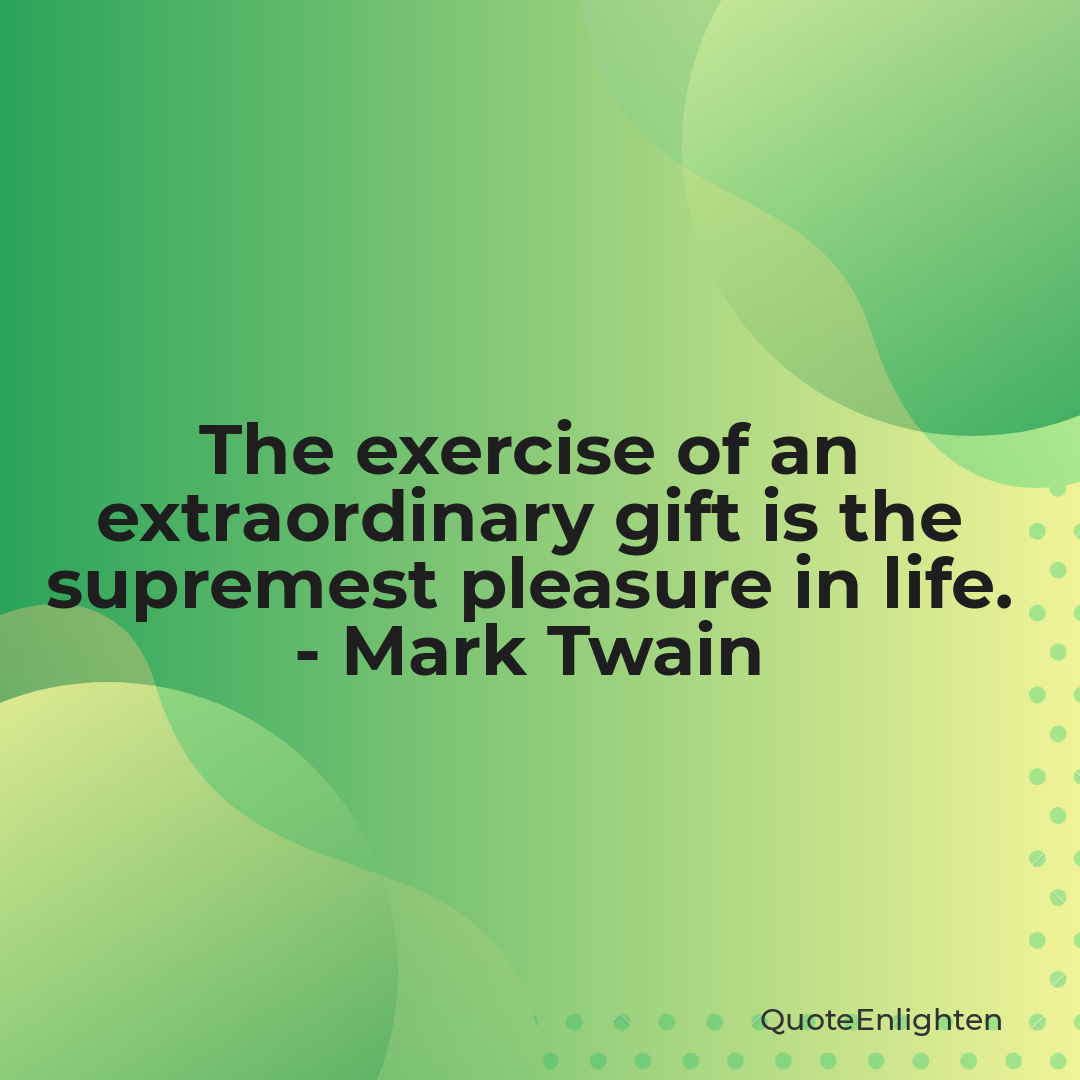 The exercise of an
extraordinary gift is the
supremest pleasure in life.
- Mark Twain
QuoteEnlighten